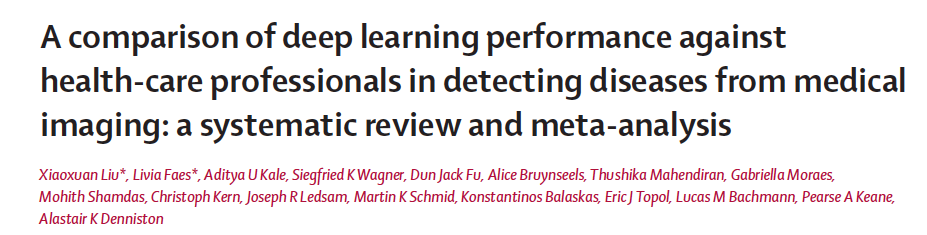 A comparison of deep learning performance against
health-care professionals in detecting diseases from medical
imaging: a systematic review and meta-analysis
Xiaoxuan Liu*, Livia Faes*, Aditya U Kale, Siegfried K Wagner, Dun Jack Fu, Alice Bruynseels, Thushika Mahendiran, Gabriella Moraes,
Mohith Shamdas, Christoph Kern, Joseph R Ledsam, Martin K Schmid, Konstantinos Balaskas, Eric J Topol, Lucas M Bachmann, Pearse A Keane,
Alastair K Denniston